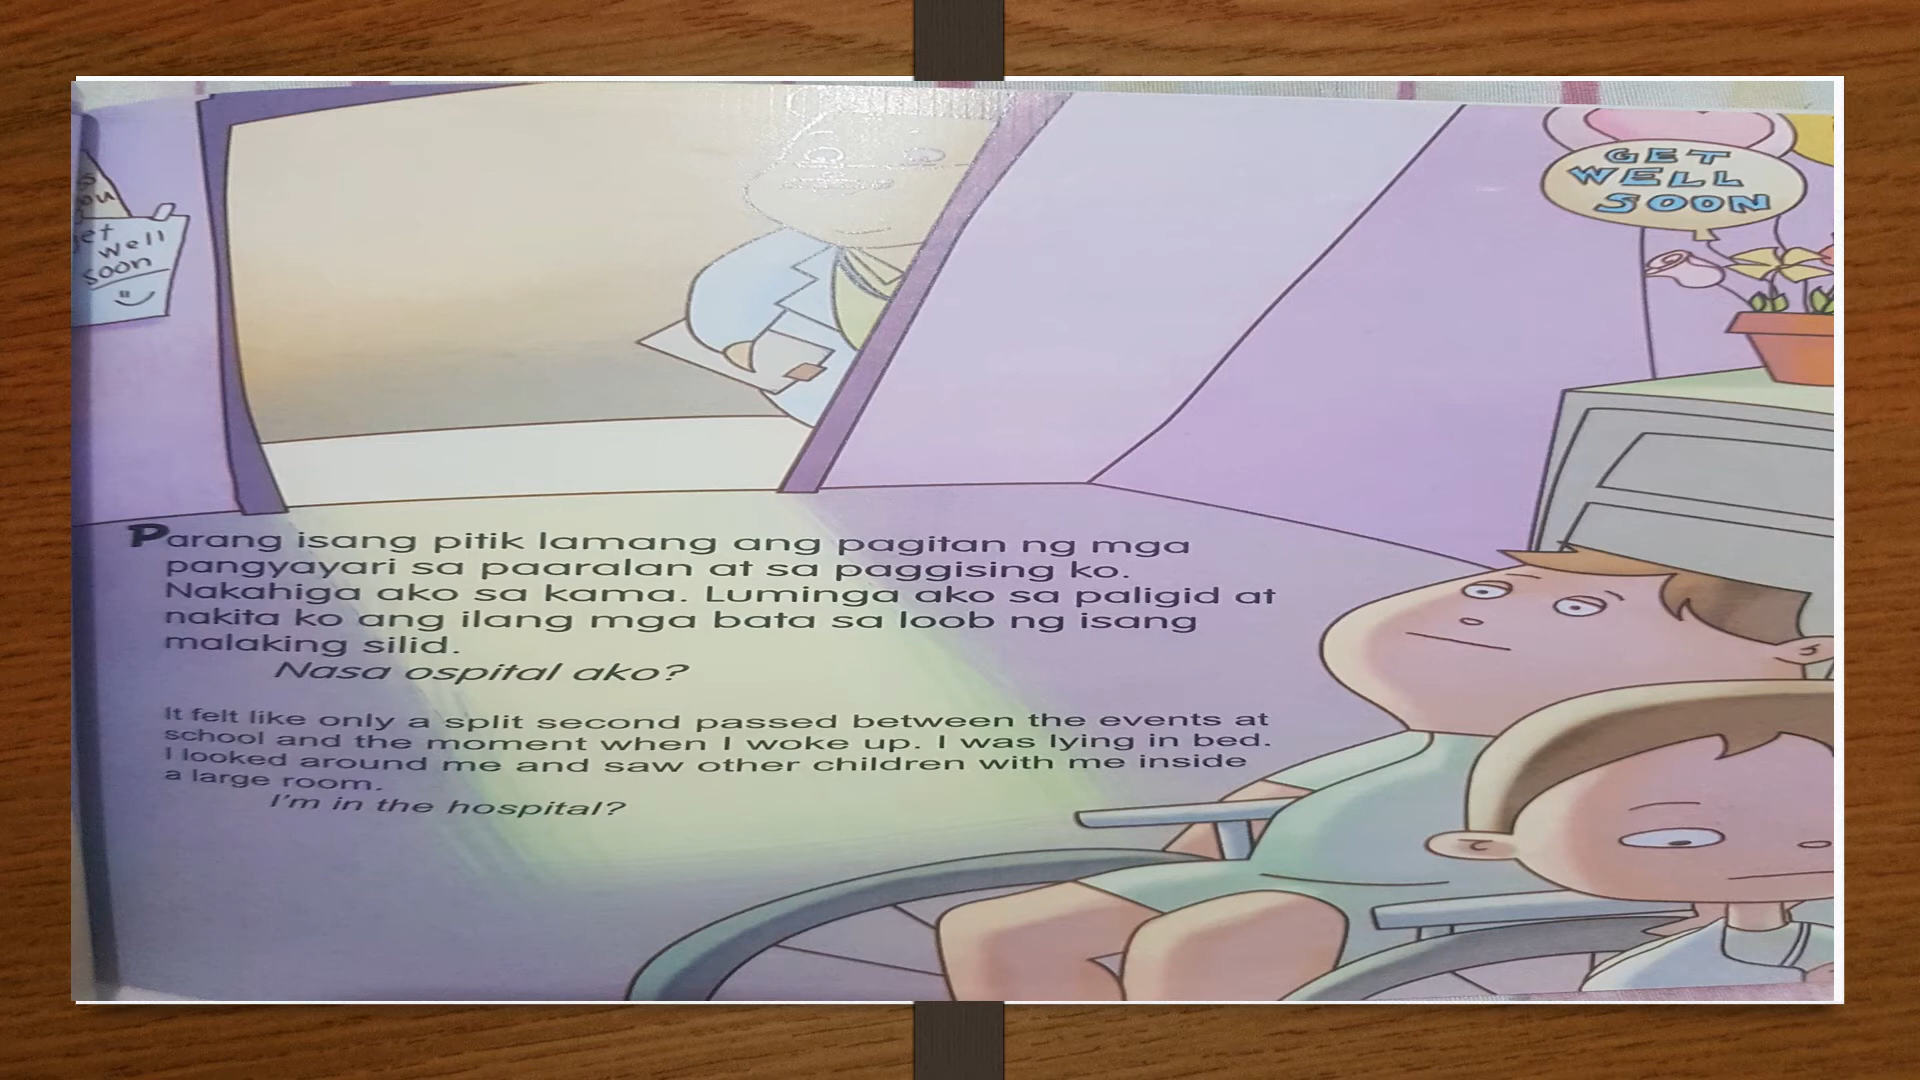 ou
et
well
soon
GET
WELL
SOON
Parang isang pitik lamang ang pagitan ng mga
pangyayari sa paaralan at sa paggising ko.
Nakahiga ako sa kama. Luminga ako sa paligid at
nakita ko ang ilang mga bata sa loob ng isang
malaking silid.
Nasa ospital ako?
It felt like only a split second passed between the events at
school and the moment when I woke up. I was lying in bed.
I looked around me and saw other children with me inside
a large room.
I'm in the hospital?